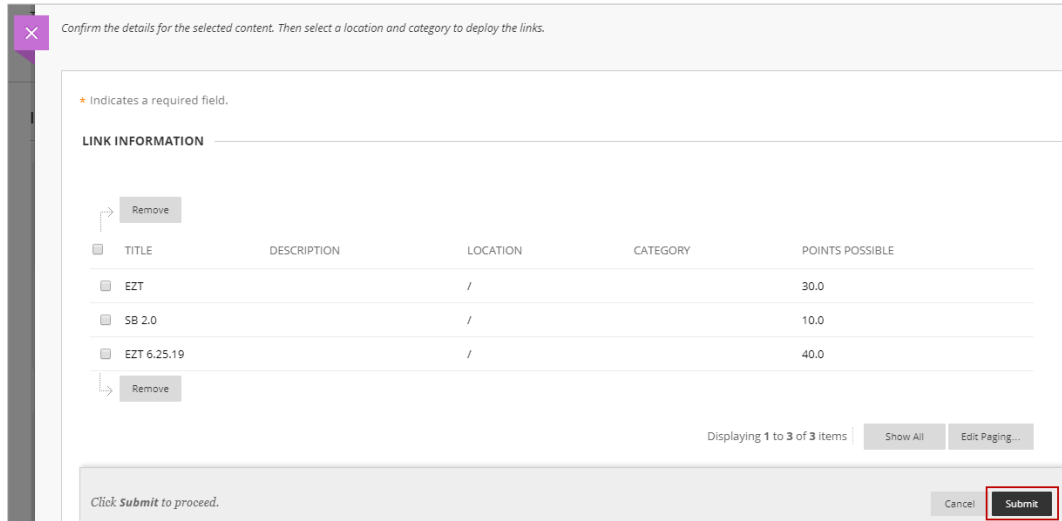 Confirm the details for the selected content. Then select a location and category to deploy the links.
* Indicates a required field.
LINK INFORMATION
Remove
TITLE DESCRIPTION LOCATION CATEGORY POINTS POSSIBLE
EZT / 30.0
SB 2.0 / 10.0
EZT 6.25.19 / 40.0
Remove
Displaying 1 to 3 of 3 items Show All Edit Paging...
Click Submit to proceed. Cancel Submit